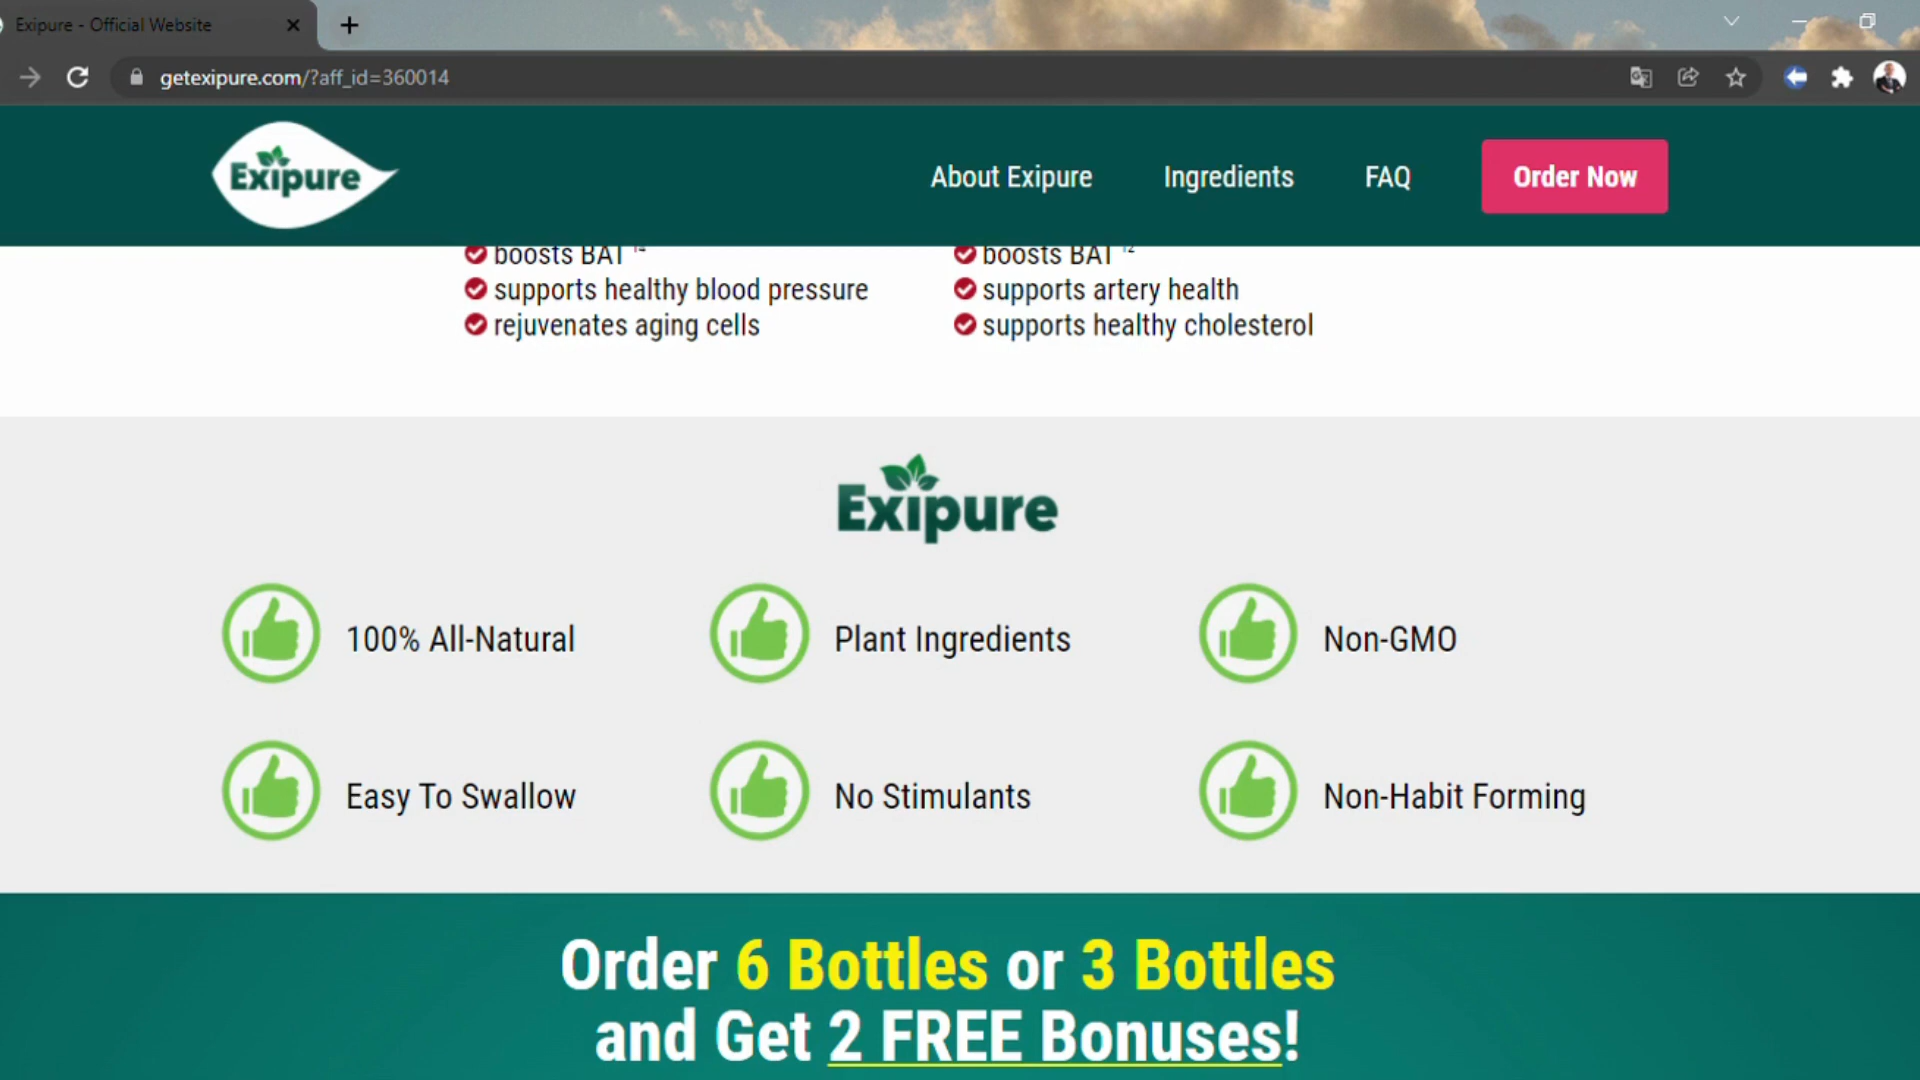 Exipure - Official Website
getexipure.com/?aff_id=360014
Exipure
About Exipure
Ingredients
FAQ
Order Now
boosts BAT
supports healthy blood pressure
rejuvenates aging cells
boosts BAT 12
supports artery health
supports healthy cholesterol
Exipure
100% All-Natural
Plant Ingredients
Non-GMO
Easy To Swallow
No Stimulants
Non-Habit Forming
Order 6 Bottles or 3 Bottles
and Get 2 FREE Bonuses!